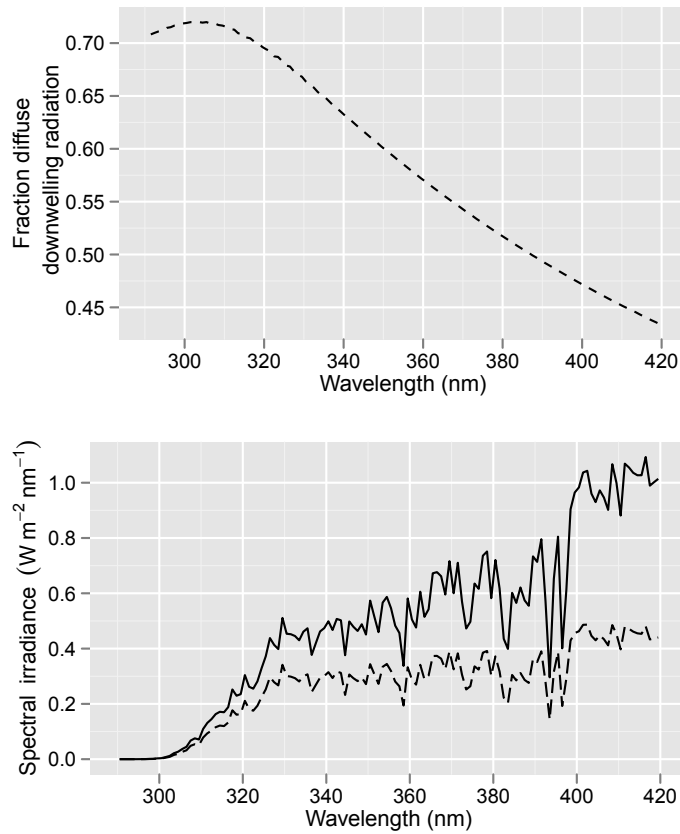 Fraction diffuse
downwelling radiation
0.70
0.65
0.60
0.55
0.50
0.45
300 320 340 360 380 400 420
Wavelength (nm)
Spectral irradiance (W m⁻² nm⁻¹)
1.0
0.8
0.6
0.4
0.2
0.0
300 320 340 360 380 400 420
Wavelength (nm)